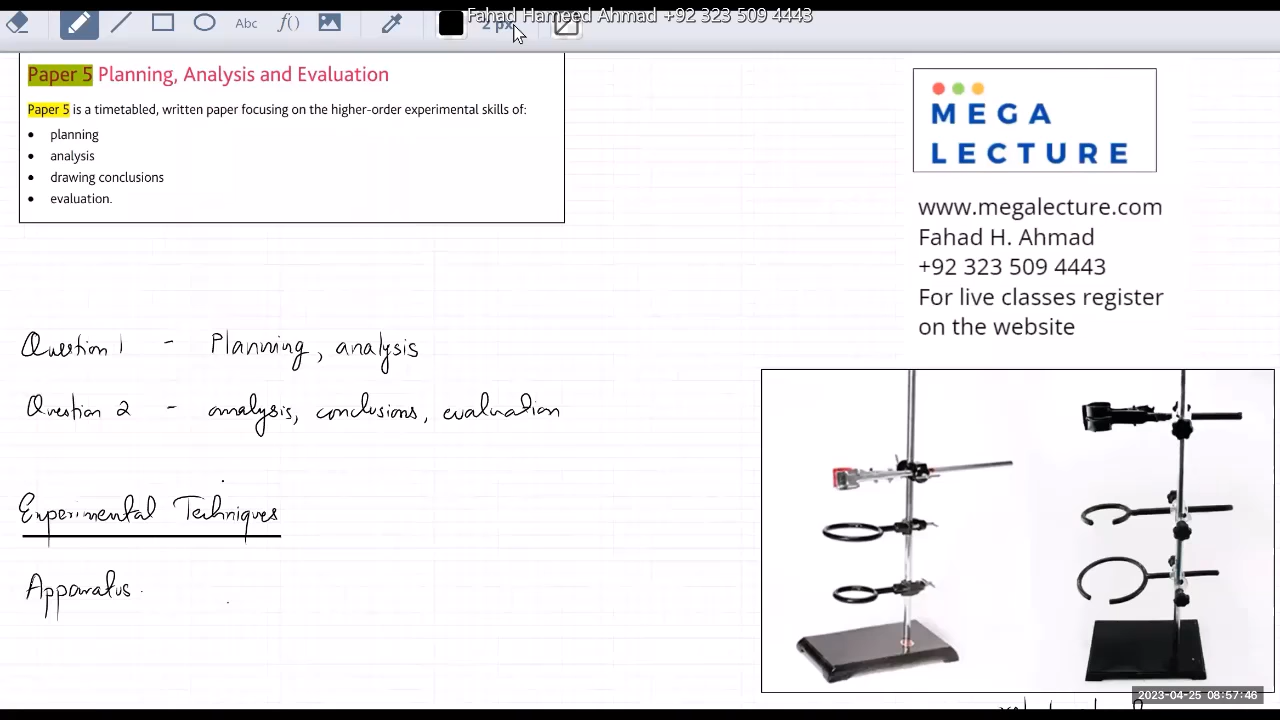 Fahad Hameed Ahmad +92 323 509 4443
Abc
f()
2 px
Paper 5 Planning, Analysis and Evaluation
Paper 5 is a timetabled, written paper focusing on the higher-order experimental skills of:
• planning
• analysis
• drawing conclusions
• evaluation.
MEGA
LECTURE
www.megalecture.com
Fahad H. Ahmad
+92 323 509 4443
For live classes register
on the website
Question 1 - Planning, analysis
Question 2 - analysis, conclusions, evaluation
Experimental Techniques
Apparatus.
2023-04-25 08:57:46